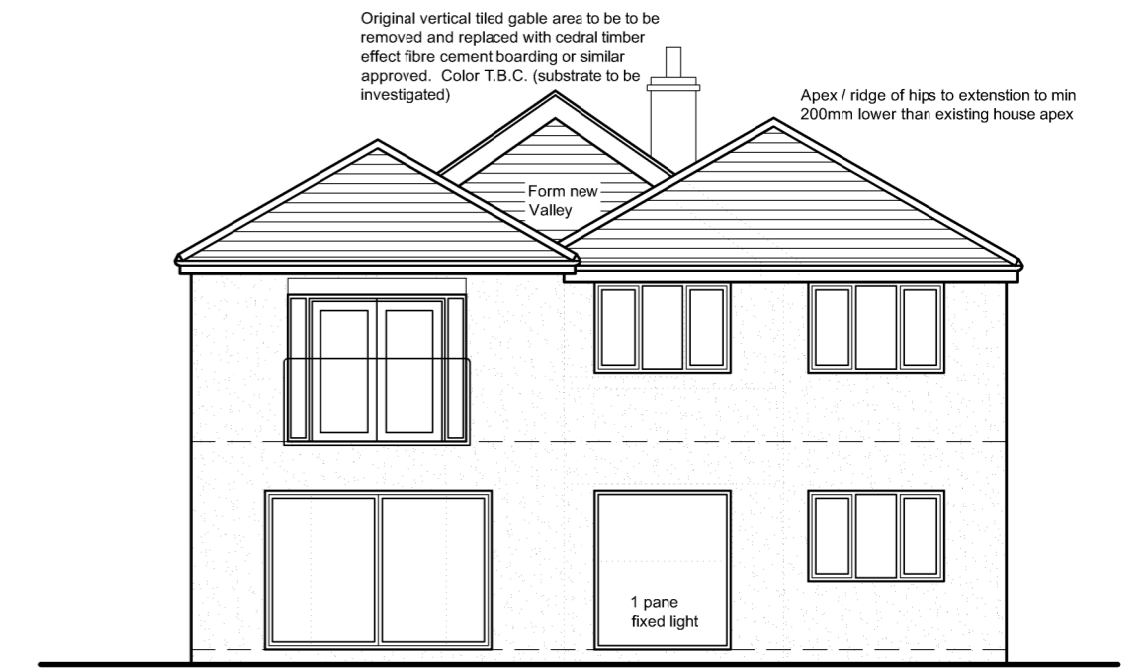 Original vertical tiled gable area to be to be
removed and replaced with cedral timber
effect fibre cement boarding or similar
approved. Color T.B.C. (substrate to be
investigated)
Apex / ridge of hips to extenstion to min
200mm lower than existing house apex
Form new
Valley
1 pane
fixed light